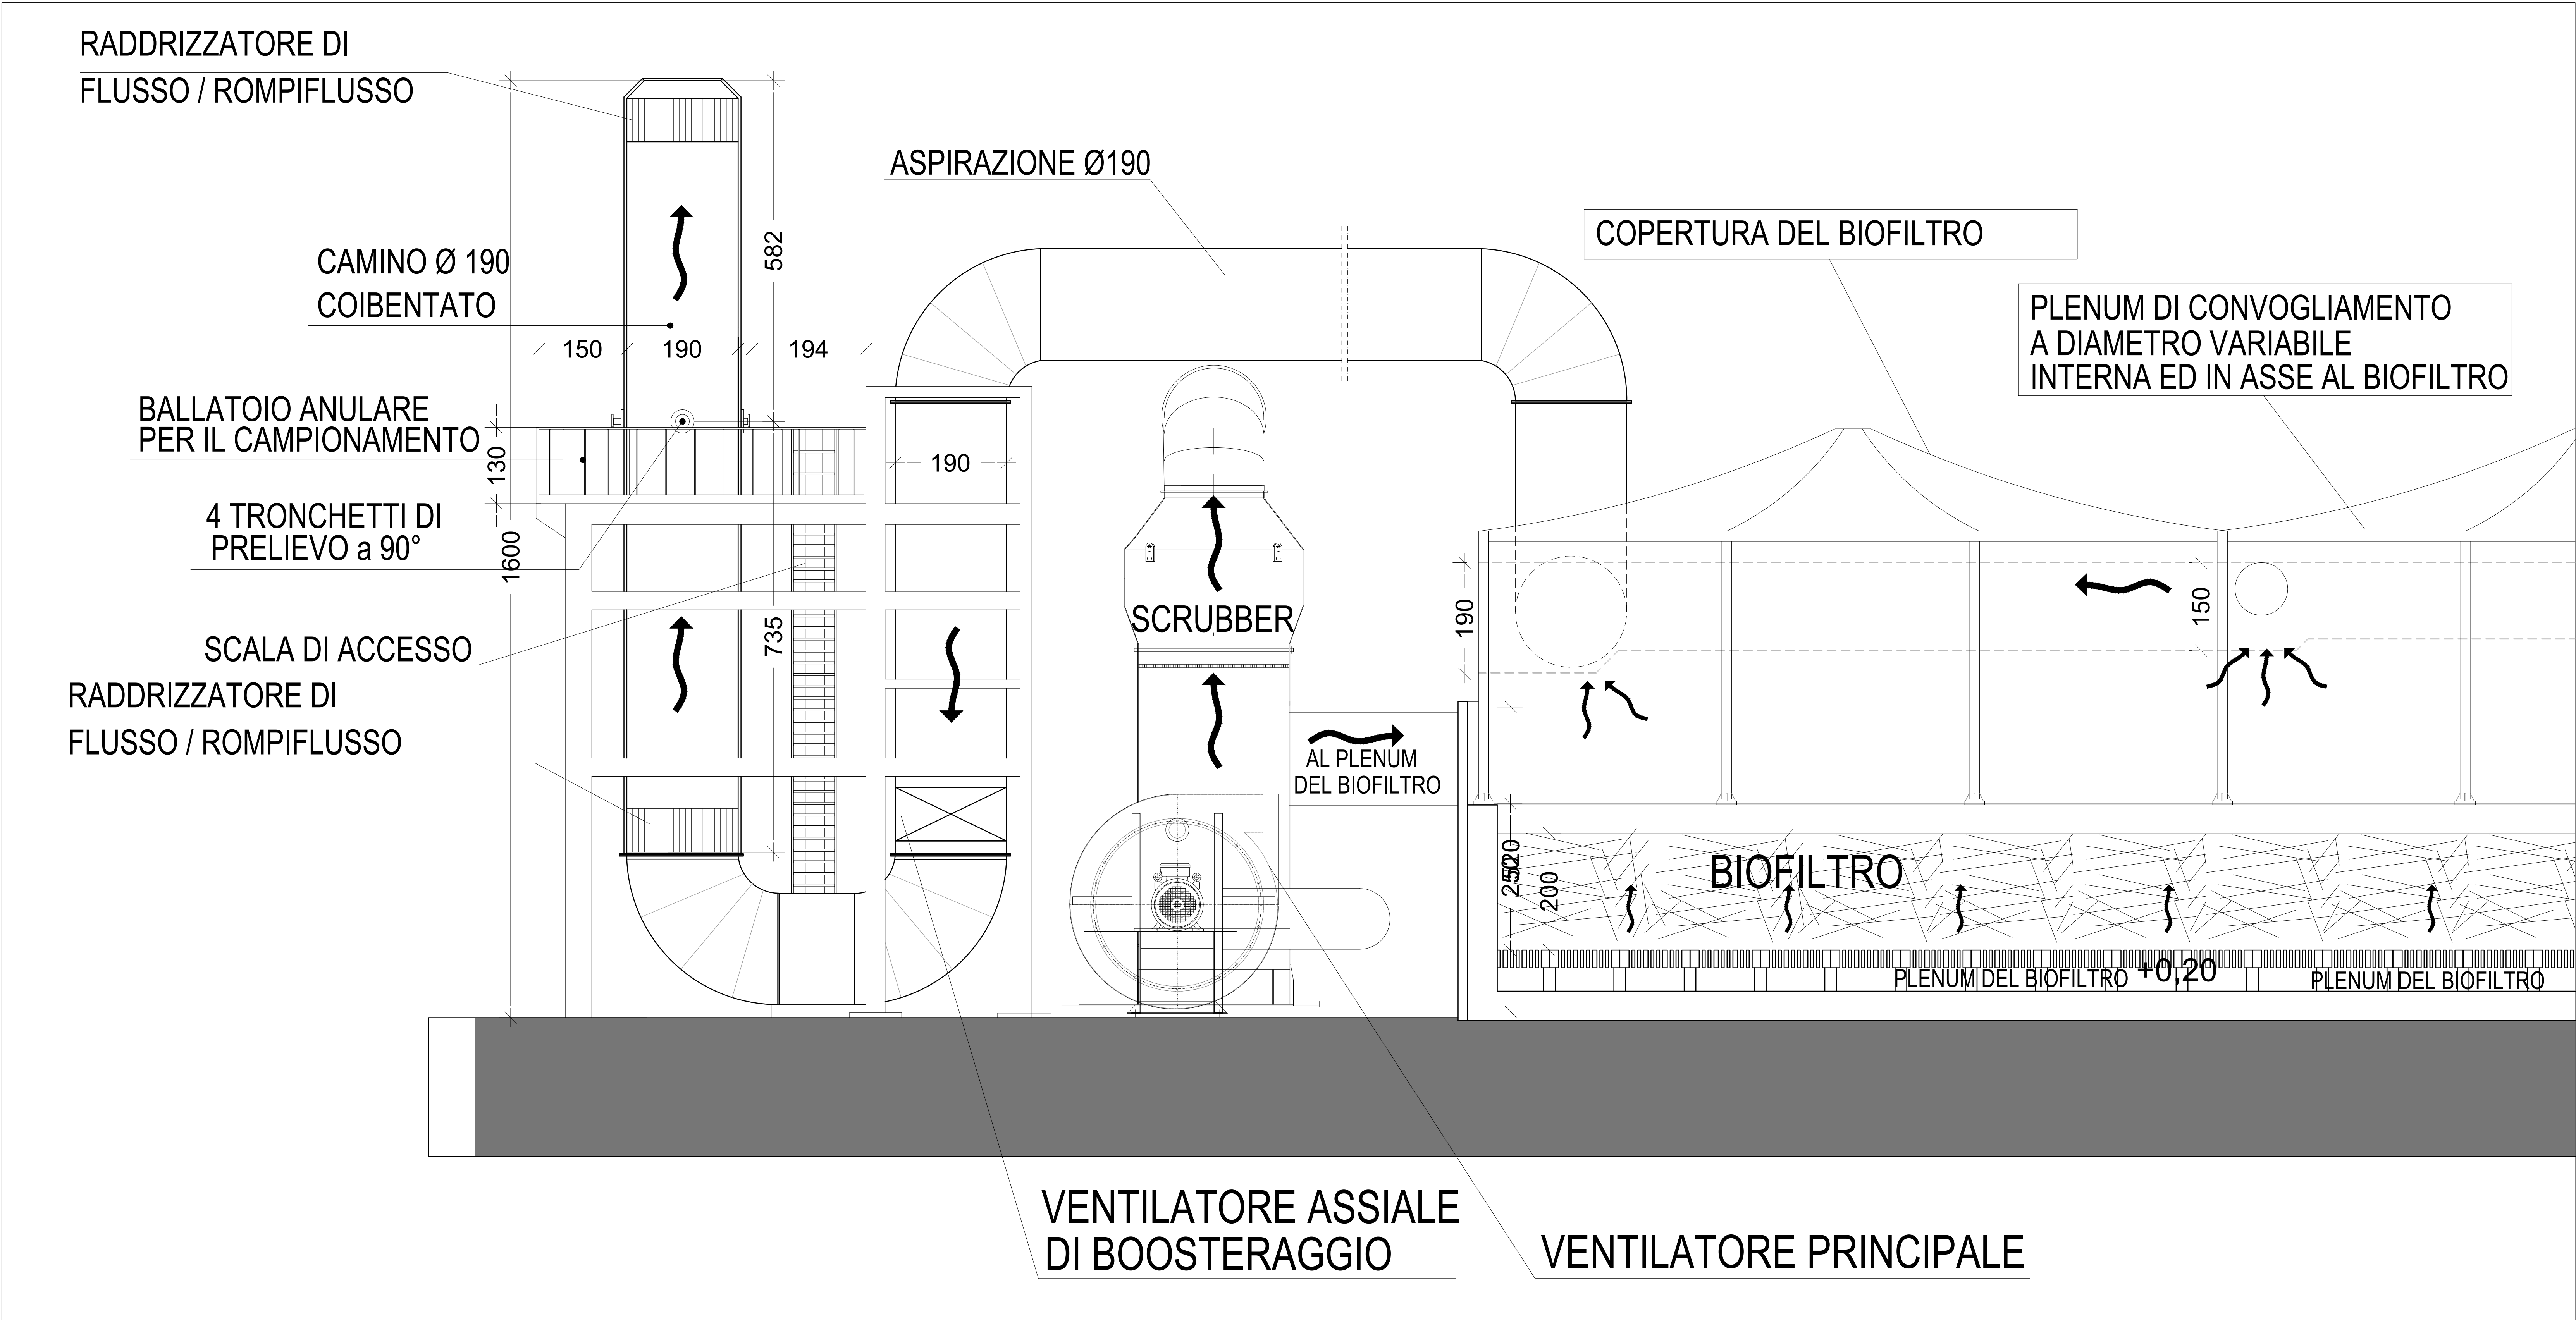 RADDRIZZATORE DI
FLUSSO / ROMPIFLUSSO
ASPIRAZIONE Ø190
COPERTURA DEL BIOFILTRO
582
CAMINO Ø 190
COIBENTATO
PLENUM DI CONVOGLIAMENTO
A DIAMETRO VARIABILE
INTERNA ED IN ASSE AL BIOFILTRO
150
190
194
BALLATOIO ANULARE
PER IL CAMPIONAMENTO
130
190
4 TRONCHETTI DI
PRELIEVO a 90°
1600
SCRUBBER
190
150
735
SCALA DI ACCESSO
RADDRIZZATORE DI
FLUSSO / ROMPIFLUSSO
AL PLENUM
DEL BIOFILTRO
BIOFILTRO
200
PLENUM DEL BIOFILTRO
+0,20
PLENUM DEL BIOFILTRO
VENTILATORE ASSIALE
DI BOOSTERAGGIO
VENTILATORE PRINCIPALE